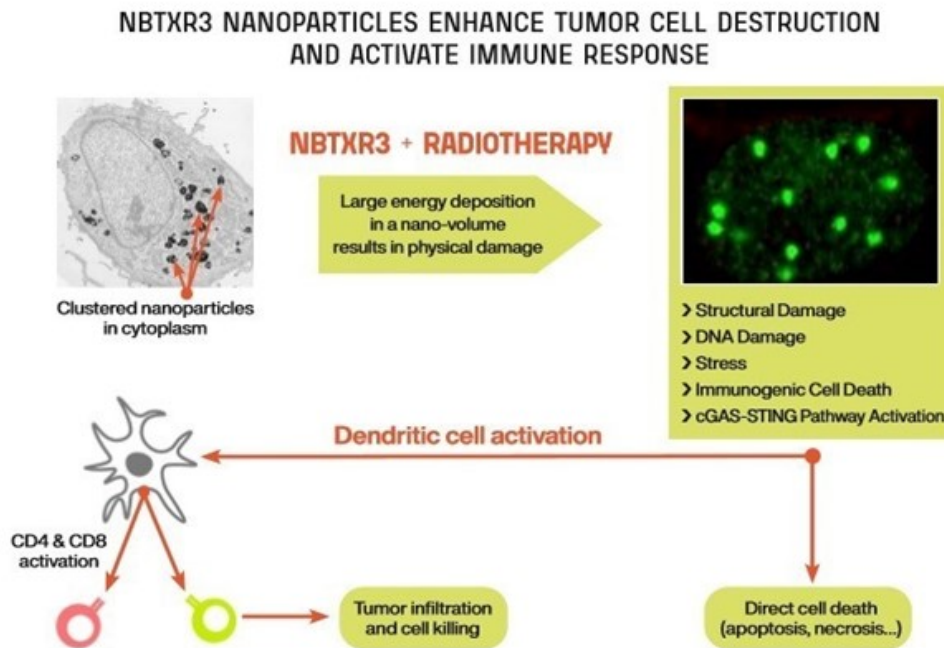 NBTXR3 NANOPARTICLES ENHANCE TUMOR CELL DESTRUCTION
AND ACTIVATE IMMUNE RESPONSE
NBTXR3 + RADIOTHERAPY
Large energy deposition
in a nano-volume
results in physical damage
Clustered nanoparticles
in cytoplasm
› Structural Damage
› DNA Damage
› Stress
› Immunogenic Cell Death
› cGAS-STING Pathway Activation
Dendritic cell activation
CD4 & CD8
activation
Tumor infiltration
and cell killing
Direct cell death
(apoptosis, necrosis...)